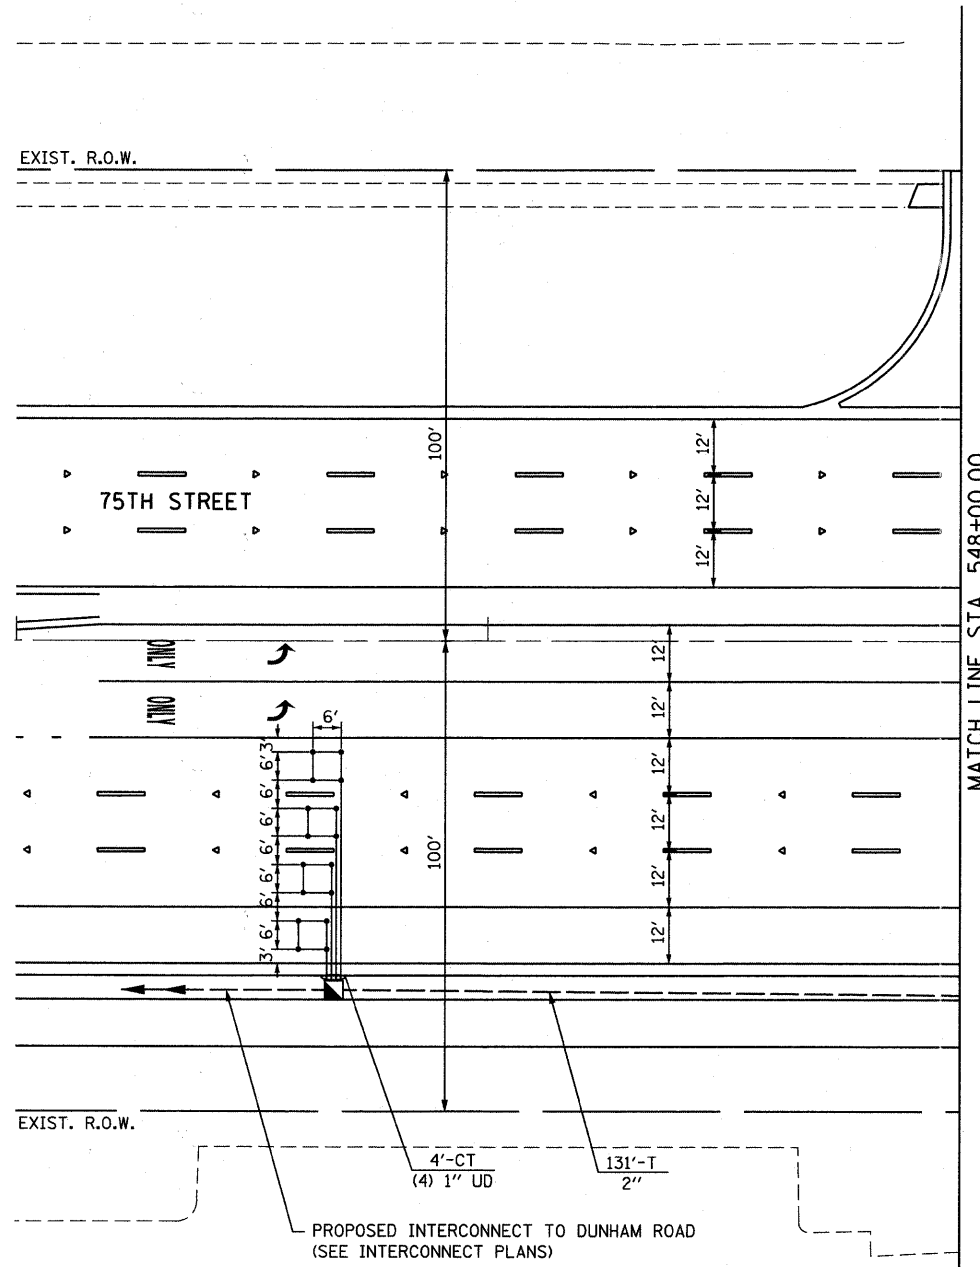 EXIST. R.O.W.
100'
12'
12'
12'
75TH STREET
MATCH LINE STA. 548+00.00
ONLY
ONLY
12'
12'
12'
12'
12'
12'
6'
3'
6'
6'
6'
6'
6'
6'
6'
3'
100'
EXIST. R.O.W.
4'-CT
(4) 1" UD
131'-T
2"
PROPOSED INTERCONNECT TO DUNHAM ROAD
(SEE INTERCONNECT PLANS)